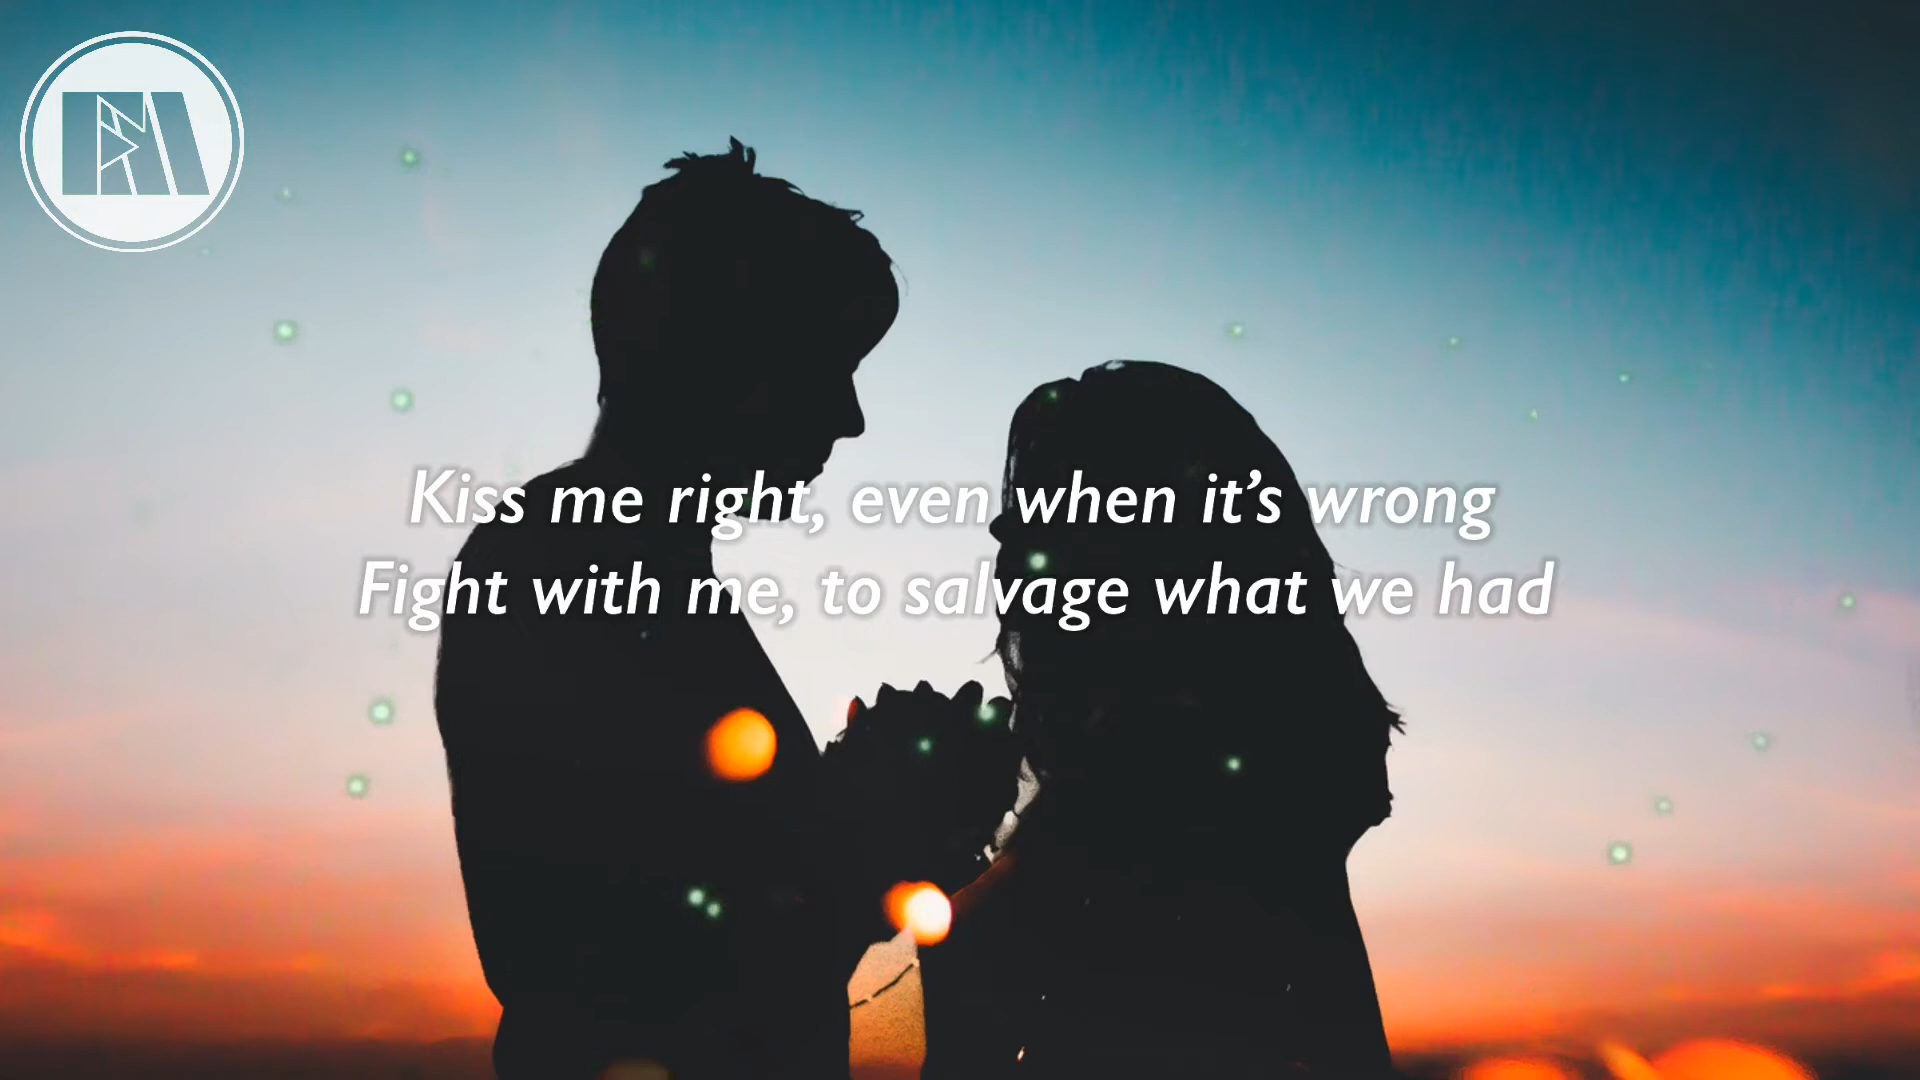 Kiss me right, even when it’s wrong
Fight with me, to salvage what we had